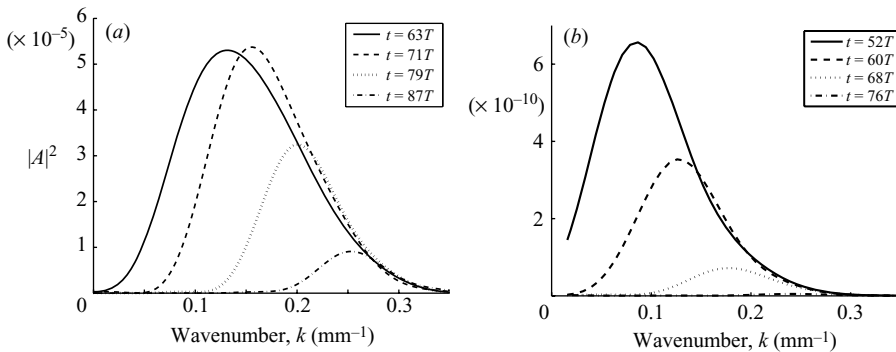 (a)
(× 10⁻⁵)
6
5
4
3
2
1
|A|²
t = 63T
t = 71T
t = 79T
t = 87T
0
0.1
0.2
0.3
Wavenumber, k (mm⁻¹)
(b)
(× 10⁻¹⁰)
6
4
2
t = 52T
t = 60T
t = 68T
t = 76T
0
0.1
0.2
0.3
Wavenumber, k (mm⁻¹)